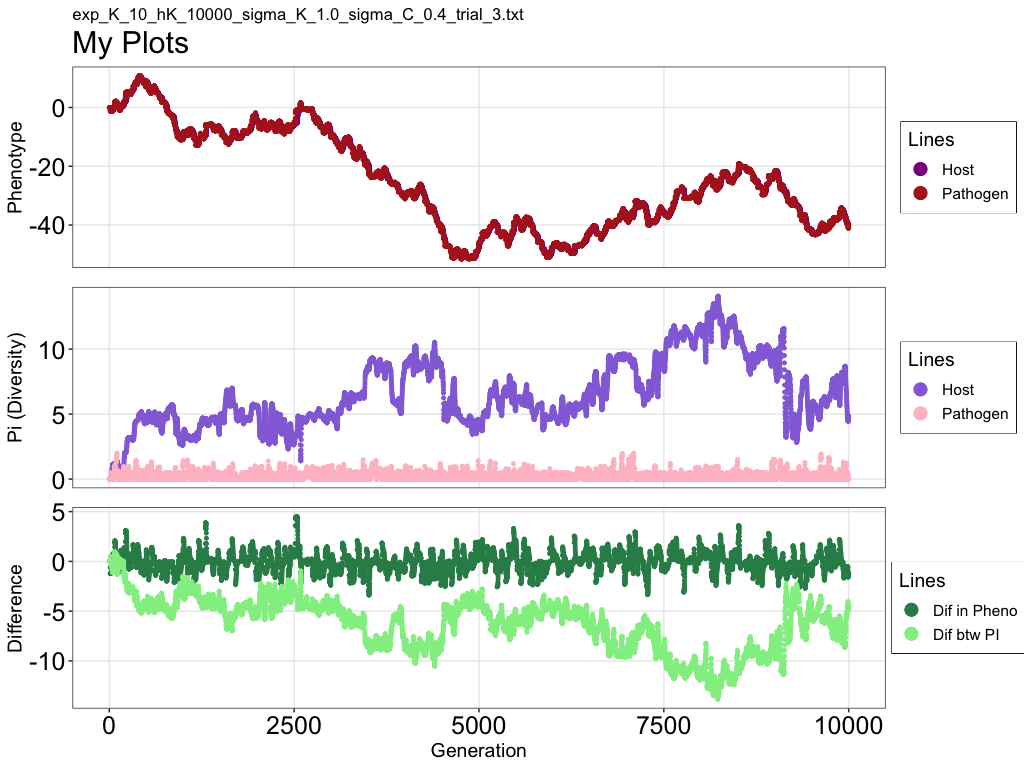 exp_K_10_hK_10000_sigma_K_1.0_sigma_C_0.4_trial_3.txt
My Plots
Phenotype
0
-20
-40
Lines
Host
Pathogen
Pi (Diversity)
10
5
0
Lines
Host
Pathogen
Difference
5
0
-5
-10
Lines
Dif in Pheno
Dif btw PI
0 2500 5000 7500 10000
Generation